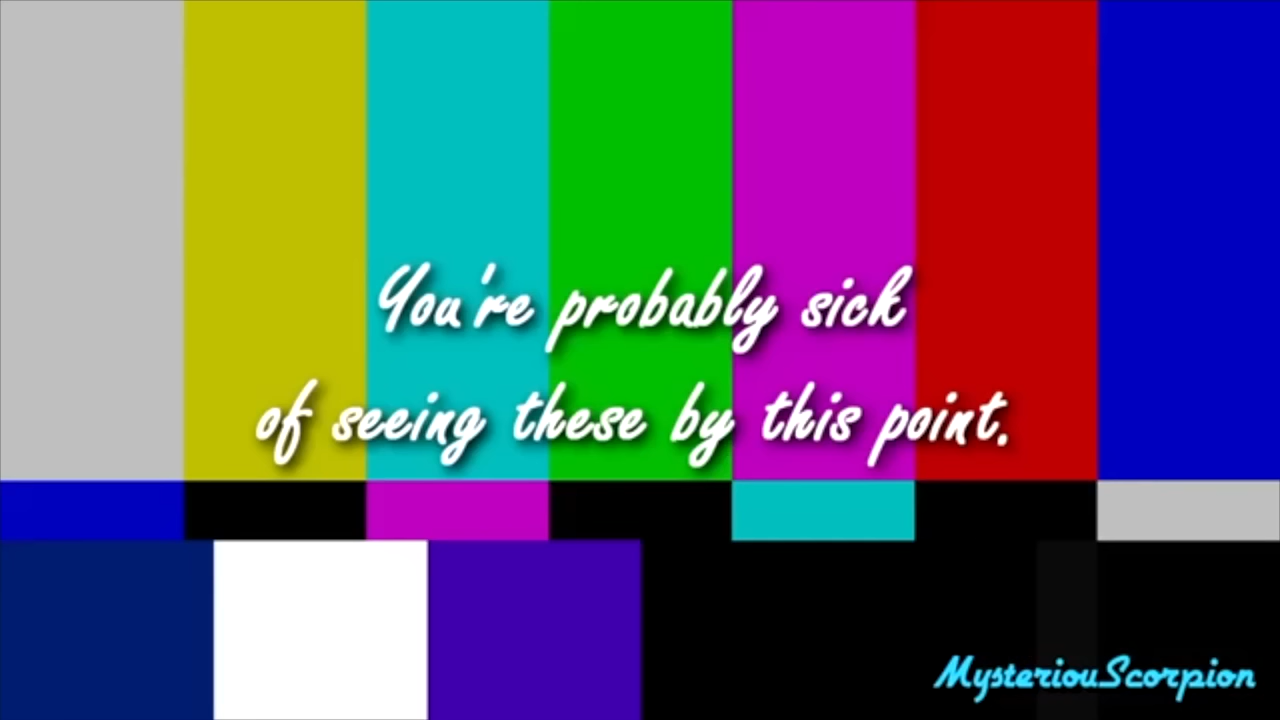 You're probably sick
of seeing these by this point.
MysteriouScorpion